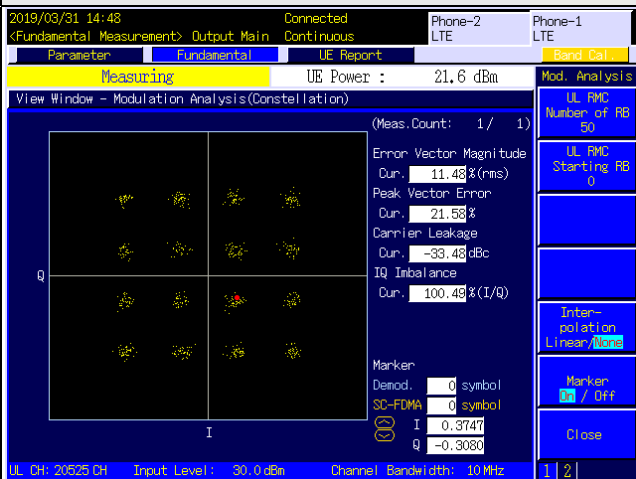 2019/03/31 14:48 Connected Phone-2 Phone-1
<Fundamental Measurement> Output Main Continuous LTE LTE
Parameter Fundamental UE Report Band Cal.
Measuring UE Power : 21.6 dBm Mod. Analysis
View Window - Modulation Analysis(Constellation)
UL RMC
Number of RB
50
(Meas.Count: 1/ 1)
Error Vector Magnitude
Cur. 11.48 %(rms)
Peak Vector Error
Cur. 21.58 %
Carrier Leakage
Cur. -33.48 dBc
IQ Imbalance
Cur. 100.49 %(I/Q)
UL RMC
Starting RB
0
Q
I
Inter-
polation
Linear/None
Marker
Demod. 0 symbol
SC-FDMA 0 symbol
I 0.3747
Q -0.3080
Marker
On / Off
Close
UL CH: 20525 CH Input Level: 30.0 dBm Channel Bandwidth: 10 MHz 1 2